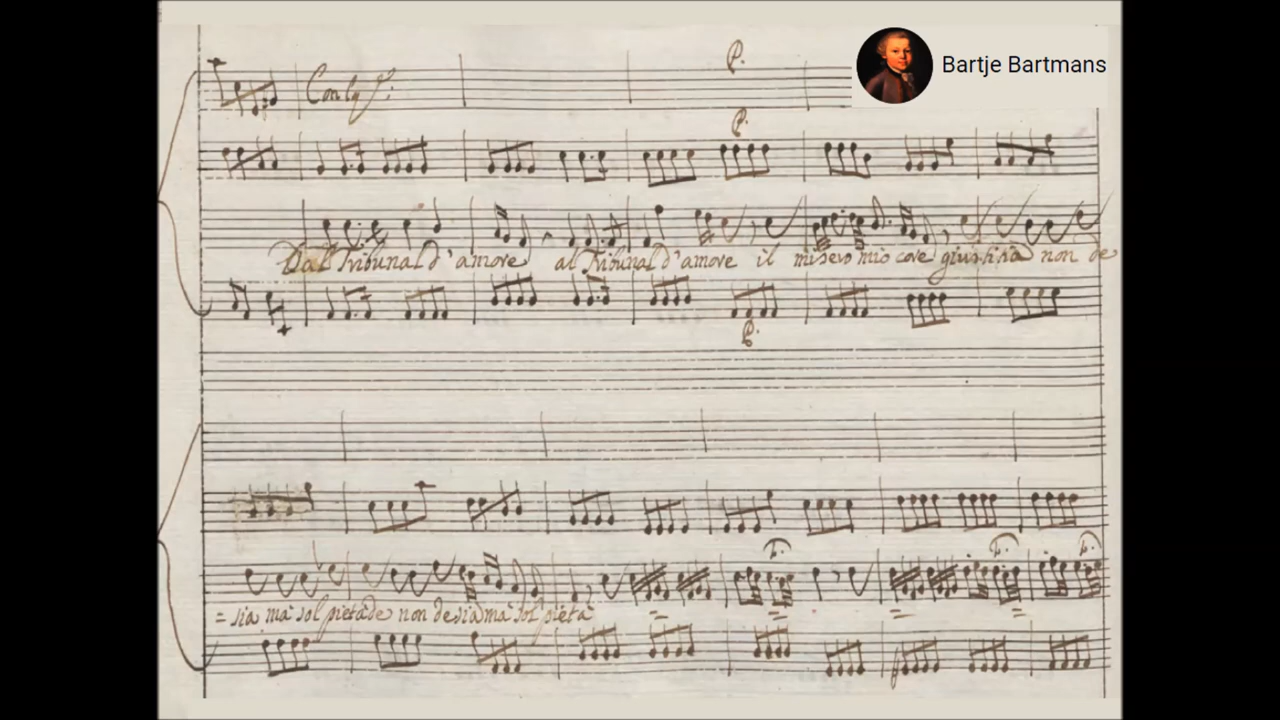 Bartje Bartmans
P.
P.
Dal Tribunal d'amore al Tribunal d'amore il misero mio core giustizia non de
P.
= sia ma sol pietade non desia ma sol pietà